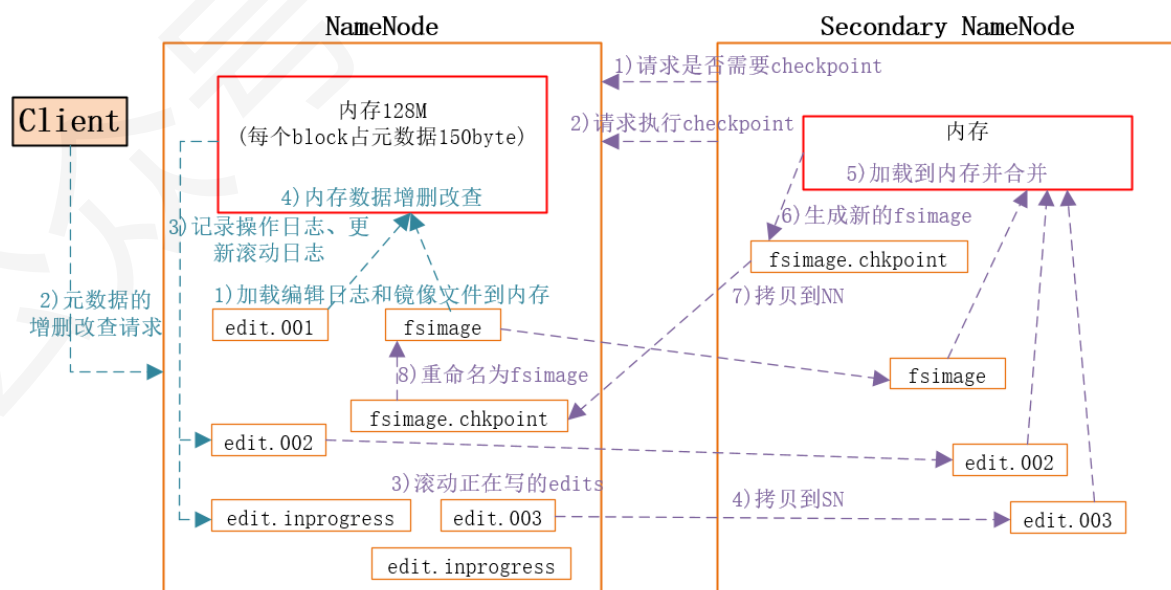 NameNode
Secondary NameNode
Client
内存128M
(每个block占元数据150byte)
4)内存数据增删改查
3)记录操作日志、更
新滚动日志
1)加载编辑日志和镜像文件到内存
2)元数据的
增删改查请求
edit.001
fsimage
8)重命名为fsimage
fsimage.chkpoint
edit.002
3)滚动正在写的edits
edit.inprogress
edit.003
edit.inprogress
1)请求是否需要checkpoint
2)请求执行checkpoint
内存
5)加载到内存并合并
6)生成新的fsimage
fsimage.chkpoint
7)拷贝到NN
fsimage
edit.002
4)拷贝到SN
edit.003